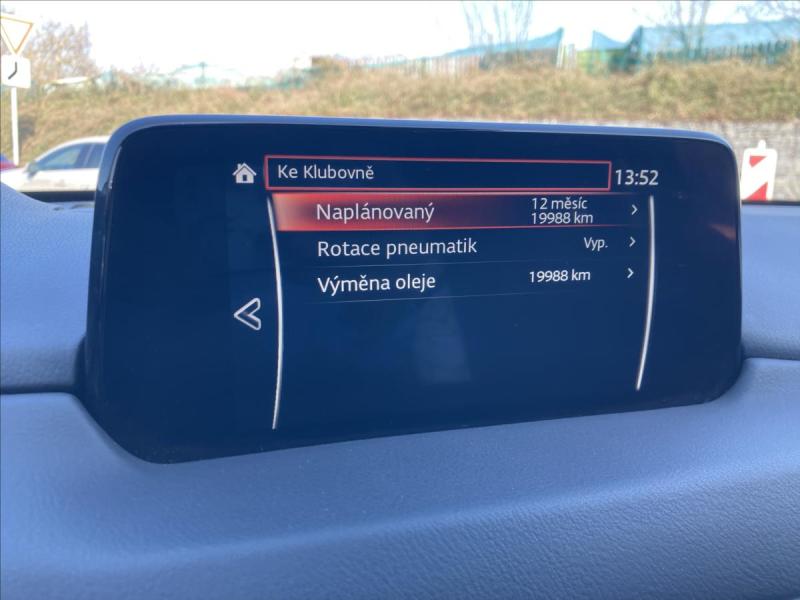 Ke Klubovně
13:52
Naplánovaný
12 měsíc
19988 km
Rotace pneumatik
Vyp.
Výměna oleje
19988 km